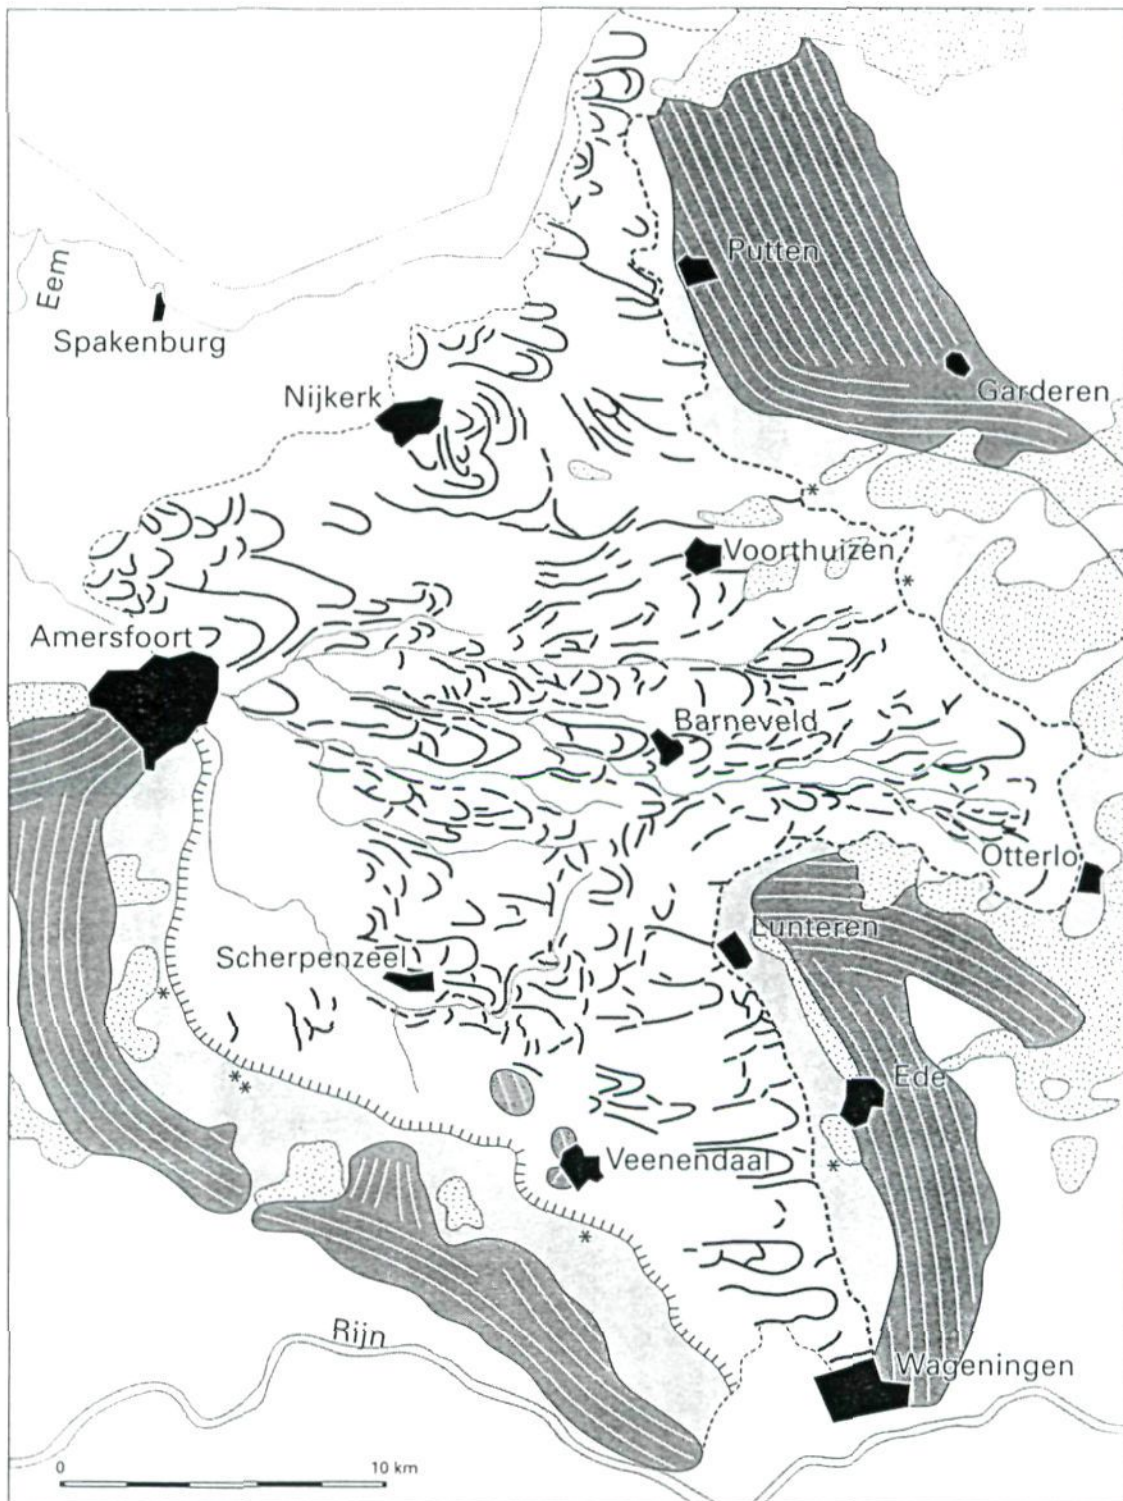 Putten
Eem
Spakenburg
Garderen
Nijkerk
Voorthuizen
Amersfoort
Barneveld
Otterlo
Lunteren
Scherpenzeel
Ede
Veenendaal
Rijn
Wageningen
0 10 km